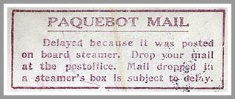 PAQUEBOT MAIL
Delayed because it was posted
on board steamer. Drop your mail
at the postoffice. Mail dropped in
a steamer's box is subject to delay.